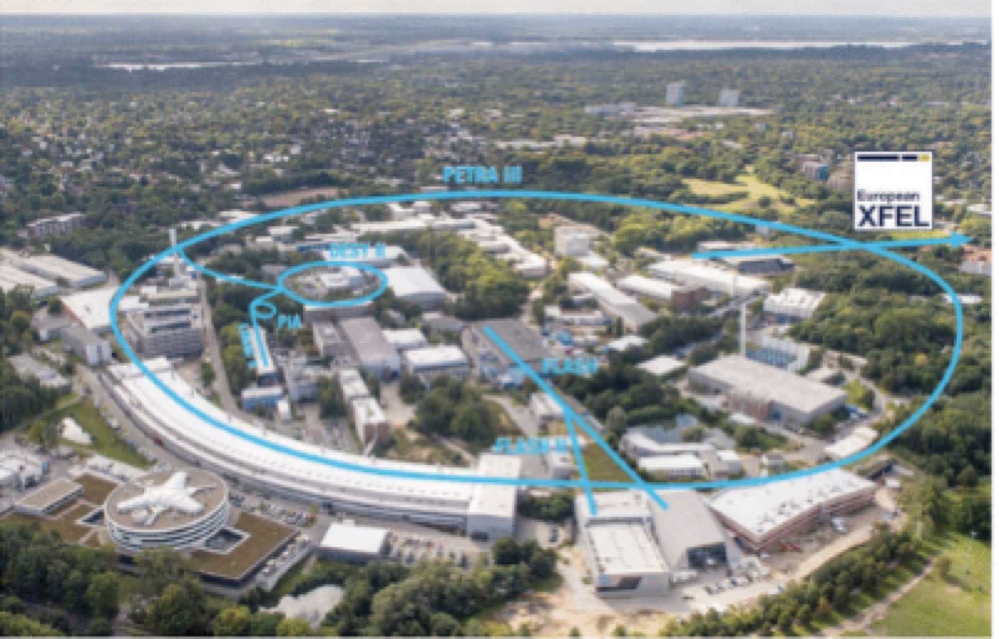 PETRA III
European
XFEL
DESY II
PIA
FLASH
FLASH II